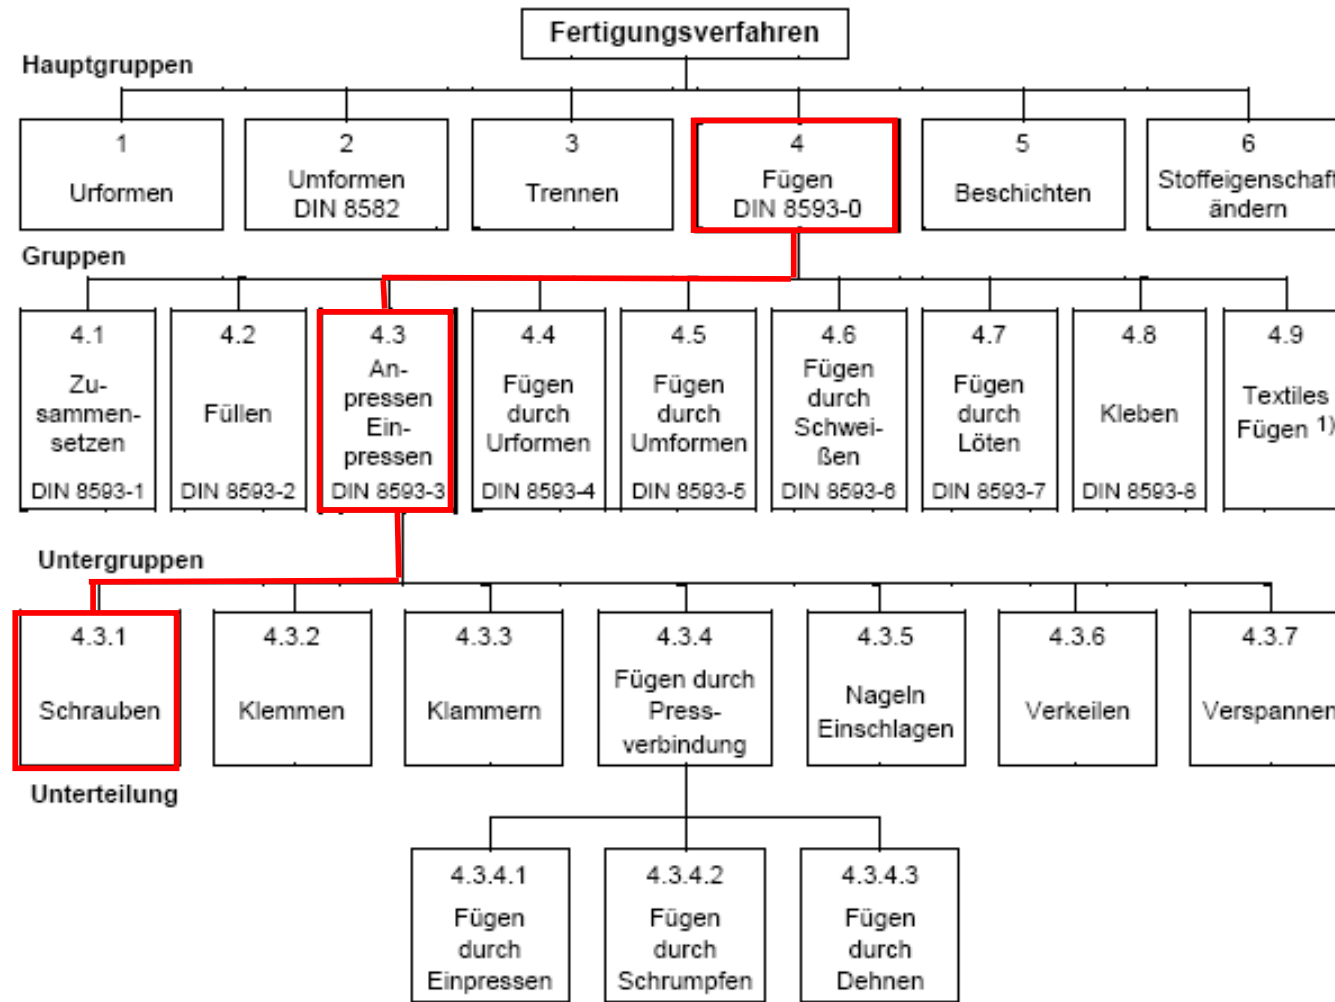 Fertigungsverfahren
Hauptgruppen
1
Urformen
2
Umformen
DIN 8582
3
Trennen
4
Fügen
DIN 8593-0
5
Beschichten
6
Stoffeigenschaft
ändern
Gruppen
4.1
Zu-
sammen-
setzen
DIN 8593-1
4.2
Füllen
DIN 8593-2
4.3
An-
pressen
Ein-
pressen
DIN 8593-3
4.4
Fügen
durch
Urformen
DIN 8593-4
4.5
Fügen
durch
Umformen
DIN 8593-5
4.6
Fügen
durch
Schwei-
ßen
DIN 8593-6
4.7
Fügen
durch
Löten
DIN 8593-7
4.8
Kleben
DIN 8593-8
4.9
Textiles
Fügen 1)
Untergruppen
4.3.1
Schrauben
4.3.2
Klemmen
4.3.3
Klammern
4.3.4
Fügen durch
Press-
verbindung
4.3.5
Nageln
Einschlagen
4.3.6
Verkeilen
4.3.7
Verspannen
Unterteilung
4.3.4.1
Fügen
durch
Einpressen
4.3.4.2
Fügen
durch
Schrumpfen
4.3.4.3
Fügen
durch
Dehnen